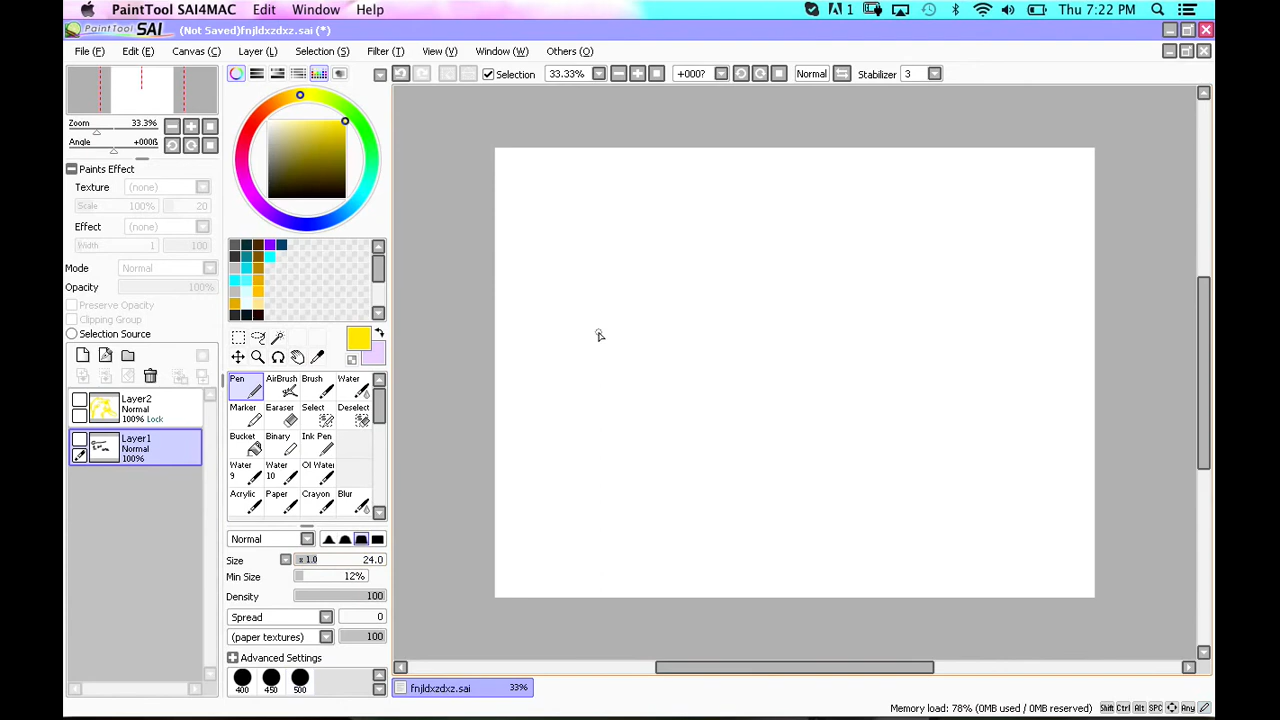 PaintTool SAI4MAC Edit Window Help 1 Thu 7:22 PM
PaintTool SAI (Not Saved)fnjldxzdxz.sai (*)
File (F) Edit (E) Canvas (C) Layer (L) Selection (S) Filter (T) View (V) Window (W) Others (O)
Selection 33.33% +000? Normal Stabilizer 3
Zoom 33.3%
Angle +000ß
Paints Effect
Texture (none)
Scale 100% 20
Effect (none)
Width 1 100
Mode Normal
Opacity 100%
Preserve Opacity
Clipping Group
Selection Source
Layer2
Normal
100% Lock
Layer1
Normal
100%
Pen AirBrush Brush Water
Marker Earaser Select Deselect
Bucket Binary Ink Pen
Water 9 Water 10 Ol Water
Acrylic Paper Crayon Blur
Normal
Size x 1.0 24.0
Min Size 12%
Density 100
Spread 0
(paper textures) 100
Advanced Settings
400 450 500
fnjldxzdxz.sai 33%
Memory load: 78% (0MB used / 0MB reserved) Shift Ctrl Alt SPC Any